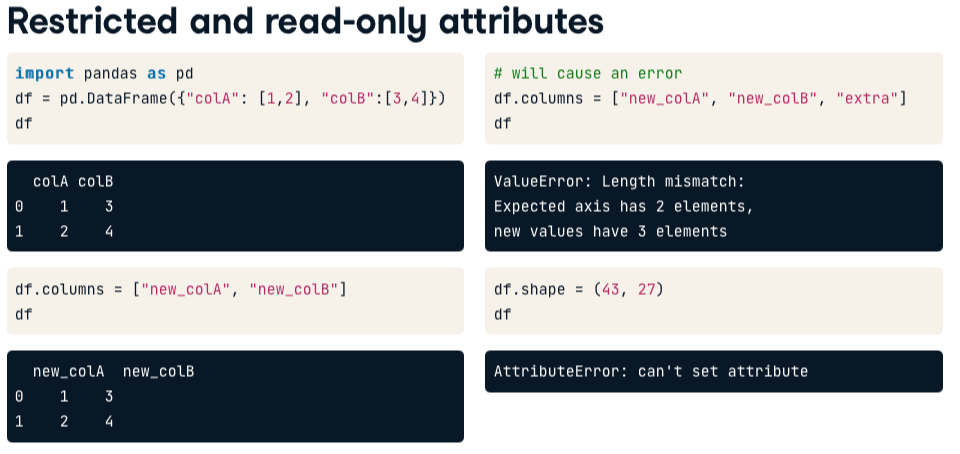 Restricted and read-only attributes
import pandas as pd
df = pd.DataFrame({"colA": [1,2], "colB":[3,4]})
df
  colA colB
0    1    3
1    2    4
df.columns = ["new_colA", "new_colB"]
df
  new_colA  new_colB
0    1    3
1    2    4
# will cause an error
df.columns = ["new_colA", "new_colB", "extra"]
df
ValueError: Length mismatch:
Expected axis has 2 elements,
new values have 3 elements
df.shape = (43, 27)
df
AttributeError: can't set attribute